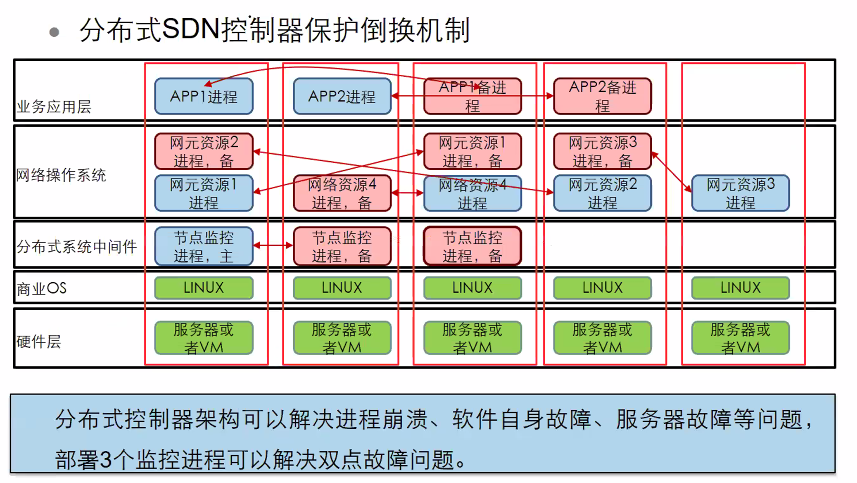 • 分布式SDN控制器保护倒换机制
业务应用层
APP1进程
APP2进程
APP1备进
程
APP2备进
程
网络操作系统
网元资源2
进程，备
网元资源1
进程，备
网元资源3
进程，备
网元资源1
进程
网络资源4
进程，备
网络资源4
进程
网元资源2
进程
网元资源3
进程
分布式系统中间件
节点监控
进程，主
节点监控
进程，备
节点监控
进程，备
商业OS
LINUX
LINUX
LINUX
LINUX
LINUX
硬件层
服务器或
者VM
服务器或
者VM
服务器或
者VM
服务器或
者VM
服务器或
者VM
分布式控制器架构可以解决进程崩溃、软件自身故障、服务器故障等问题，
部署3个监控进程可以解决双点故障问题。